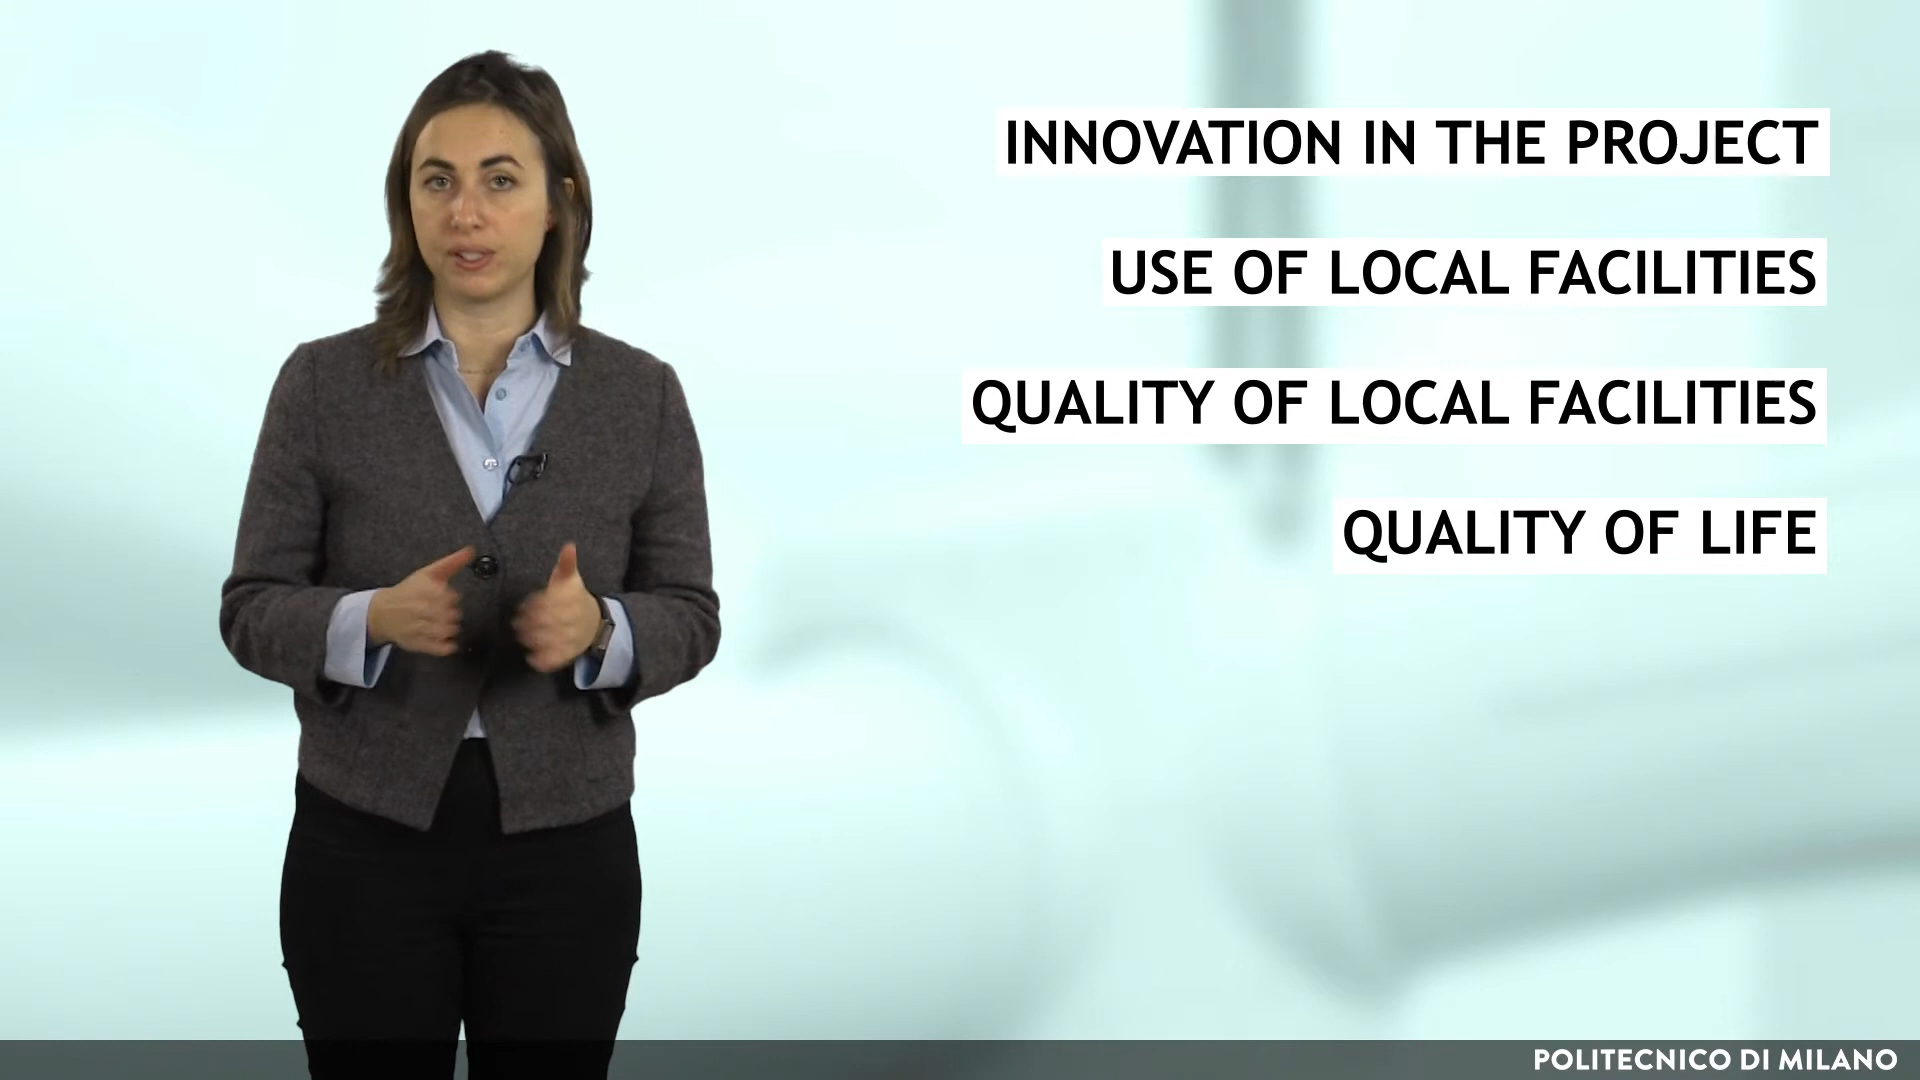 INNOVATION IN THE PROJECT
USE OF LOCAL FACILITIES
QUALITY OF LOCAL FACILITIES
QUALITY OF LIFE
POLITECNICO DI MILANO